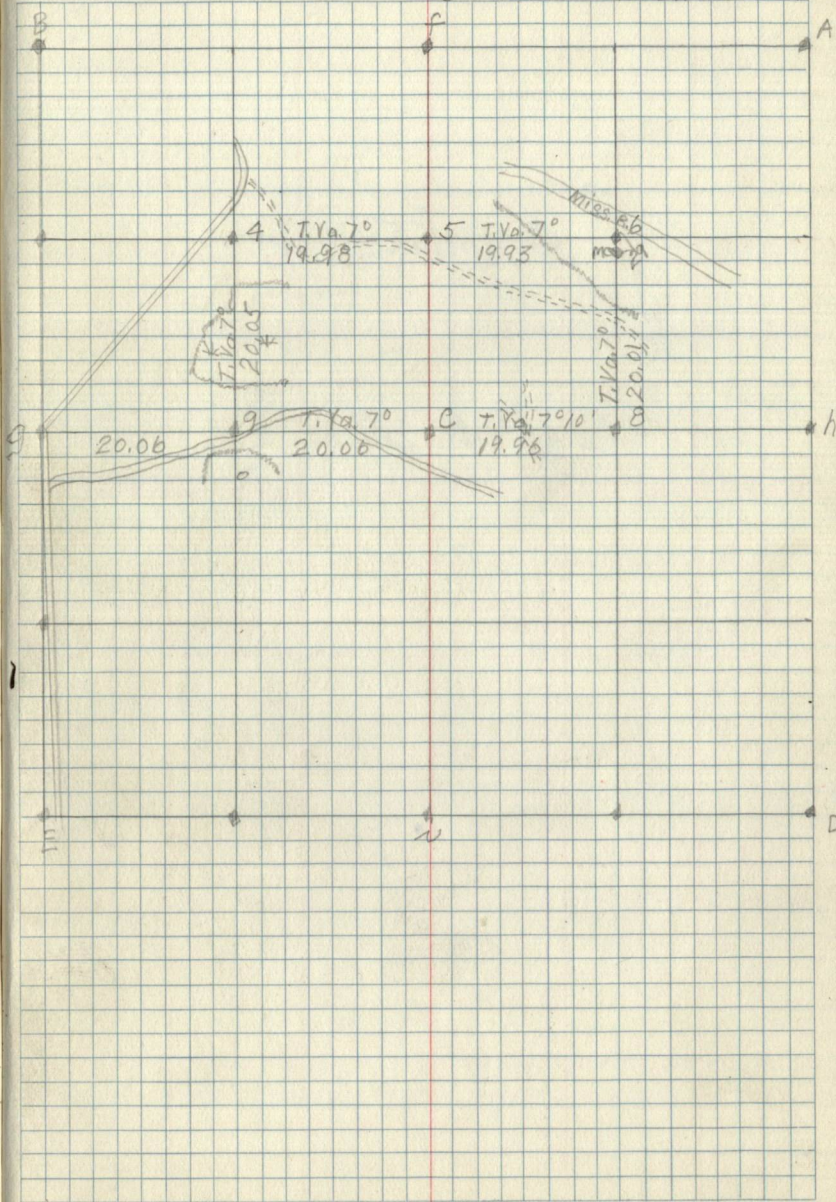 B f A
Miss. R.b
4 T. Va. 7° 5 T. Va. 7°
19.98 19.93
T. Va. 7°
20.05
T. Va. 7°
20.01
g 9 T. Va. 7° C T. Va. 7°10' 8 h
20.06 20.06 19.96
E N D